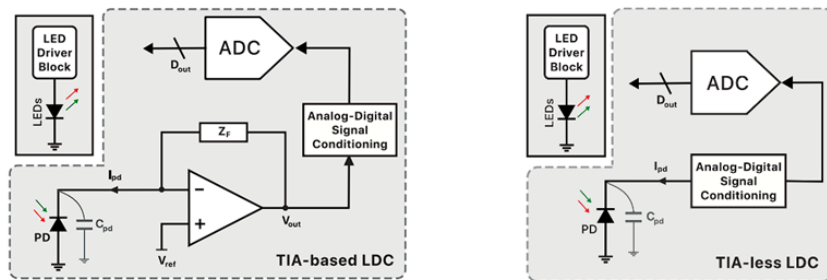 LED
Driver
Block
LEDs
ADC
D_out
Analog-Digital
Signal
Conditioning
Z_F
I_pd
−
+
V_out
V_ref
PD
C_pd
TIA-based LDC
LED
Driver
Block
LEDs
ADC
D_out
Analog-Digital
Signal
Conditioning
I_pd
PD
C_pd
TIA-less LDC